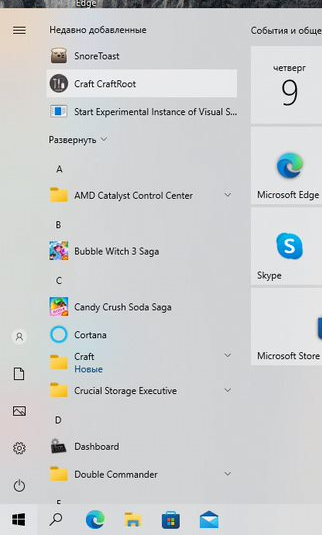 Edge
Недавно добавленные
События и обще
SnoreToast
Craft CraftRoot
Start Experimental Instance of Visual S...
Развернуть
четверг
9
A
AMD Catalyst Control Center
Microsoft Edge
B
Bubble Witch 3 Saga
Skype
C
Candy Crush Soda Saga
Cortana
Craft
Новые
Microsoft Store
Crucial Storage Executive
D
Dashboard
Double Commander